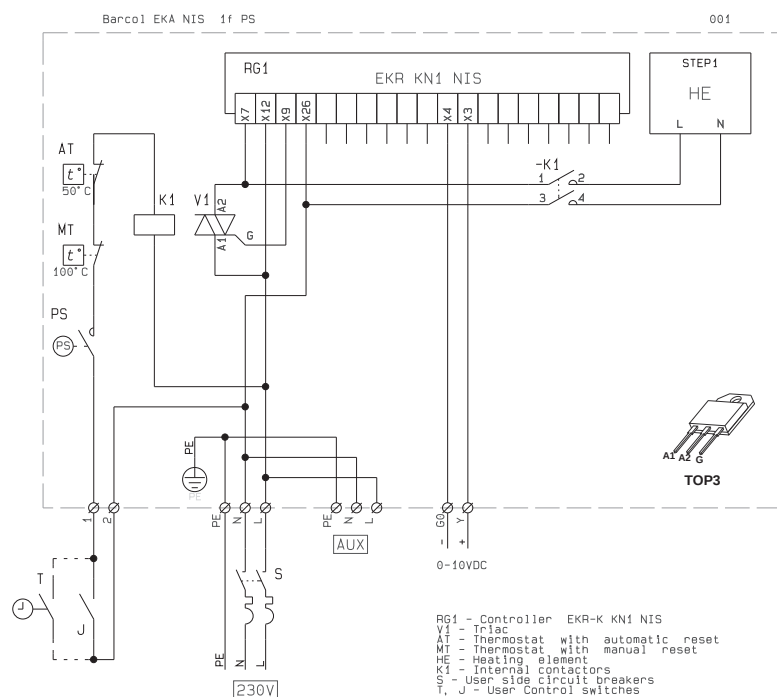 Barcol EKA NIS 1f PS
001
RG1
EKR KN1 NIS
STEP1
HE
X7
X12
X9
X26
X4
X3
L
N
AT
t°
50°C
-K1
1
2
3
4
K1
V1
A2
G
A1
MT
t°
100°C
PS
PS
PE
PE
A1
A2
G
TOP3
1
2
PE
N
L
PE
N
L
G0
Y
-
+
AUX
0-10VDC
T
J
S
PE
N
L
230V
RG1 - Controller EKR-K KN1 NIS
V1 - Triac
AT - Thermostat with automatic reset
MT - Thermostat with manual reset
HE - Heating element
K1 - Internal contactors
S - User side circuit breakers
T, J - User Control switches